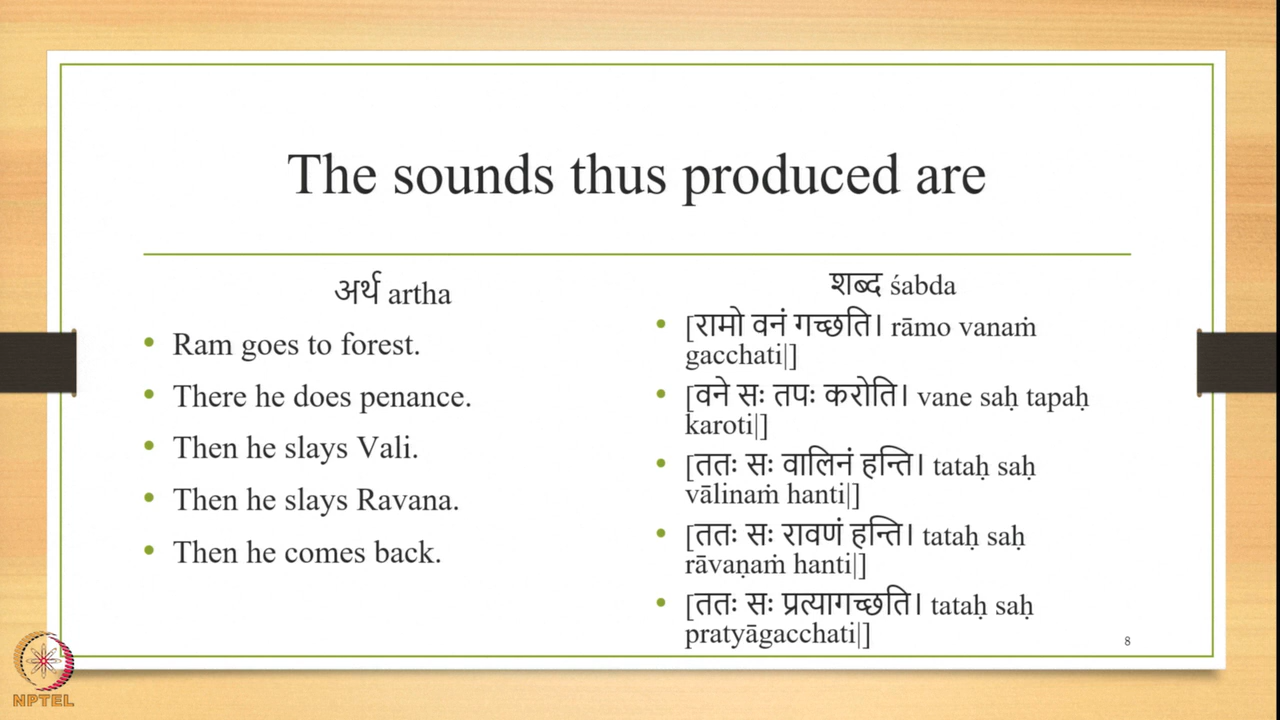 The sounds thus produced are
अर्थ artha
• Ram goes to forest.
• There he does penance.
• Then he slays Vali.
• Then he slays Ravana.
• Then he comes back.
शब्द śabda
• [रामो वनं गच्छति। rāmo vanaṁ
gacchati|]
• [वने सः तपः करोति। vane saḥ tapaḥ
karoti|]
• [ततः सः वालिनं हन्ति। tataḥ saḥ
vālinaṁ hanti|]
• [ततः सः रावणं हन्ति। tataḥ saḥ
rāvaṇaṁ hanti|]
• [ततः सः प्रत्यागच्छति। tataḥ saḥ
pratyāgacchati|]
8
NPTEL